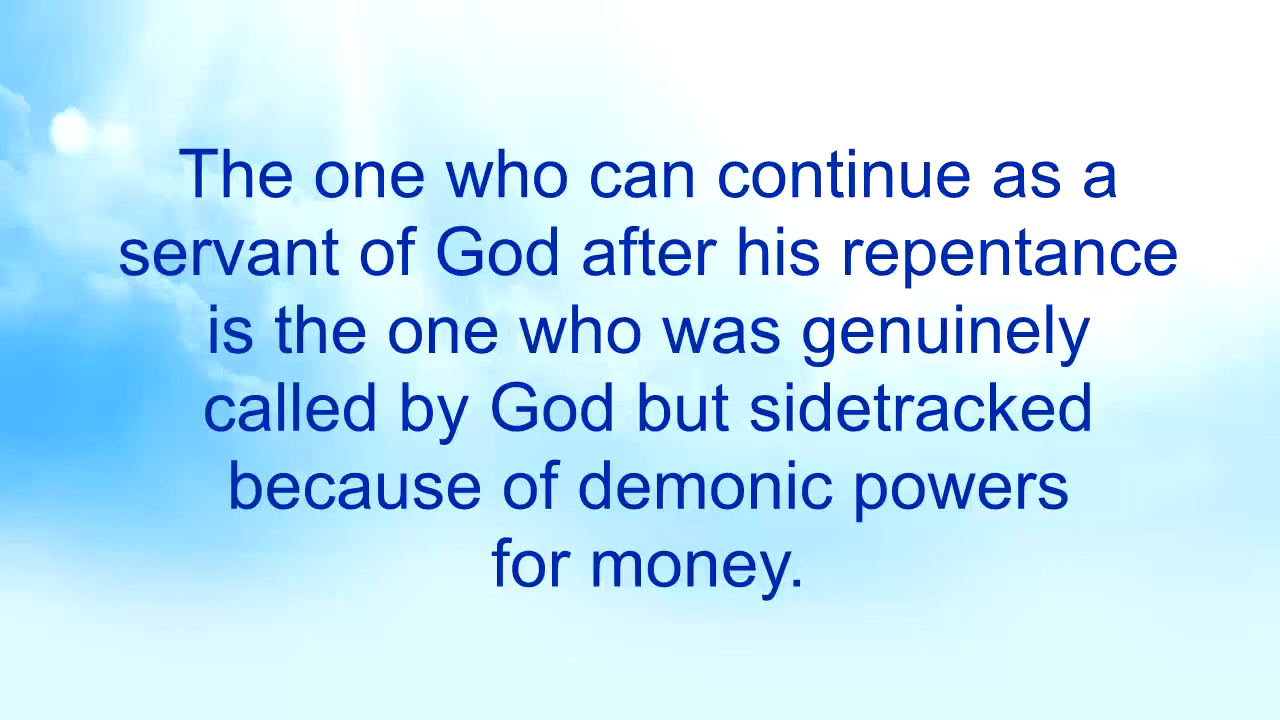 The one who can continue as a
servant of God after his repentance
is the one who was genuinely
called by God but sidetracked
because of demonic powers
for money.